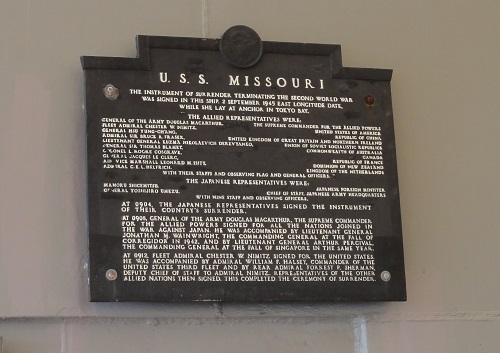 U. S. S. MISSOURI
THE INSTRUMENT OF SURRENDER TERMINATING THE SECOND WORLD WAR
WAS SIGNED IN THIS SHIP, 2 SEPTEMBER 1945 EAST LONGITUDE DATE,
WHILE SHE LAY AT ANCHOR IN TOKYO BAY.
THE ALLIED REPRESENTATIVES WERE:
GENERAL OF THE ARMY DOUGLAS MACARTHUR, THE SUPREME COMMANDER FOR THE ALLIED POWERS
FLEET ADMIRAL CHESTER W. NIMITZ, UNITED STATES OF AMERICA
GENERAL HSU YUNG-CHANG, REPUBLIC OF CHINA
ADMIRAL SIR BRUCE A. FRASER, UNITED KINGDOM OF GREAT BRITAIN AND NORTHERN IRELAND
LIEUTENANT GENERAL KUZMA NIKOLAEVICH DEREVYANKO, UNION OF SOVIET SOCIALISTIC REPUBLICS
GENERAL SIR THOMAS BLAMEY, COMMONWEALTH OF AUSTRALIA
COLONEL L. MOORE COSGRAVE, CANADA
GENERAL JACQUES LE CLERC, REPUBLIC OF FRANCE
AIR VICE MARSHAL LEONARD M. ISITT, DOMINION OF NEW ZEALAND
ADMIRAL C.E.L. HELFRICH, KINGDOM OF THE NETHERLANDS
WITH THEIR STAFFS AND OBSERVING FLAG AND GENERAL OFFICERS.
THE JAPANESE REPRESENTATIVES WERE:
MAMORU SHIGEMITSU JAPANESE FOREIGN MINISTER
GENERAL YOSHIJIRO UMEZU, CHIEF OF STAFF, JAPANESE ARMY HEADQUARTERS
WITH NINE STAFF AND OBSERVING OFFICERS.
AT 0904, THE JAPANESE REPRESENTATIVES SIGNED THE INSTRUMENT
OF THEIR COUNTRY'S SURRENDER.
AT 0908, GENERAL OF THE ARMY DOUGLAS MACARTHUR, THE SUPREME COMMANDER
FOR THE ALLIED POWERS SIGNED FOR ALL THE NATIONS JOINED IN
THE WAR AGAINST JAPAN. HE WAS ACCOMPANIED BY LIEUTENANT GENERAL
JONATHAN M. WAINWRIGHT, THE COMMANDING GENERAL AT THE FALL OF
CORREGIDOR IN 1942, AND BY LIEUTENANT GENERAL ARTHUR PERCIVAL,
THE COMMANDING GENERAL AT THE FALL OF SINGAPORE IN THE SAME YEAR.
AT 0912, FLEET ADMIRAL CHESTER W. NIMITZ, SIGNED FOR THE UNITED STATES.
HE WAS ACCOMPANIED BY ADMIRAL WILLIAM F. HALSEY, COMMANDER OF THE
UNITED STATES THIRD FLEET AND BY REAR ADMIRAL FORREST P. SHERMAN,
DEPUTY CHIEF OF STAFF TO ADMIRAL NIMITZ. REPRESENTATIVES OF THE OTHER
ALLIED NATIONS THEN SIGNED. THIS COMPLETED THE CEREMONY OF SURRENDER.